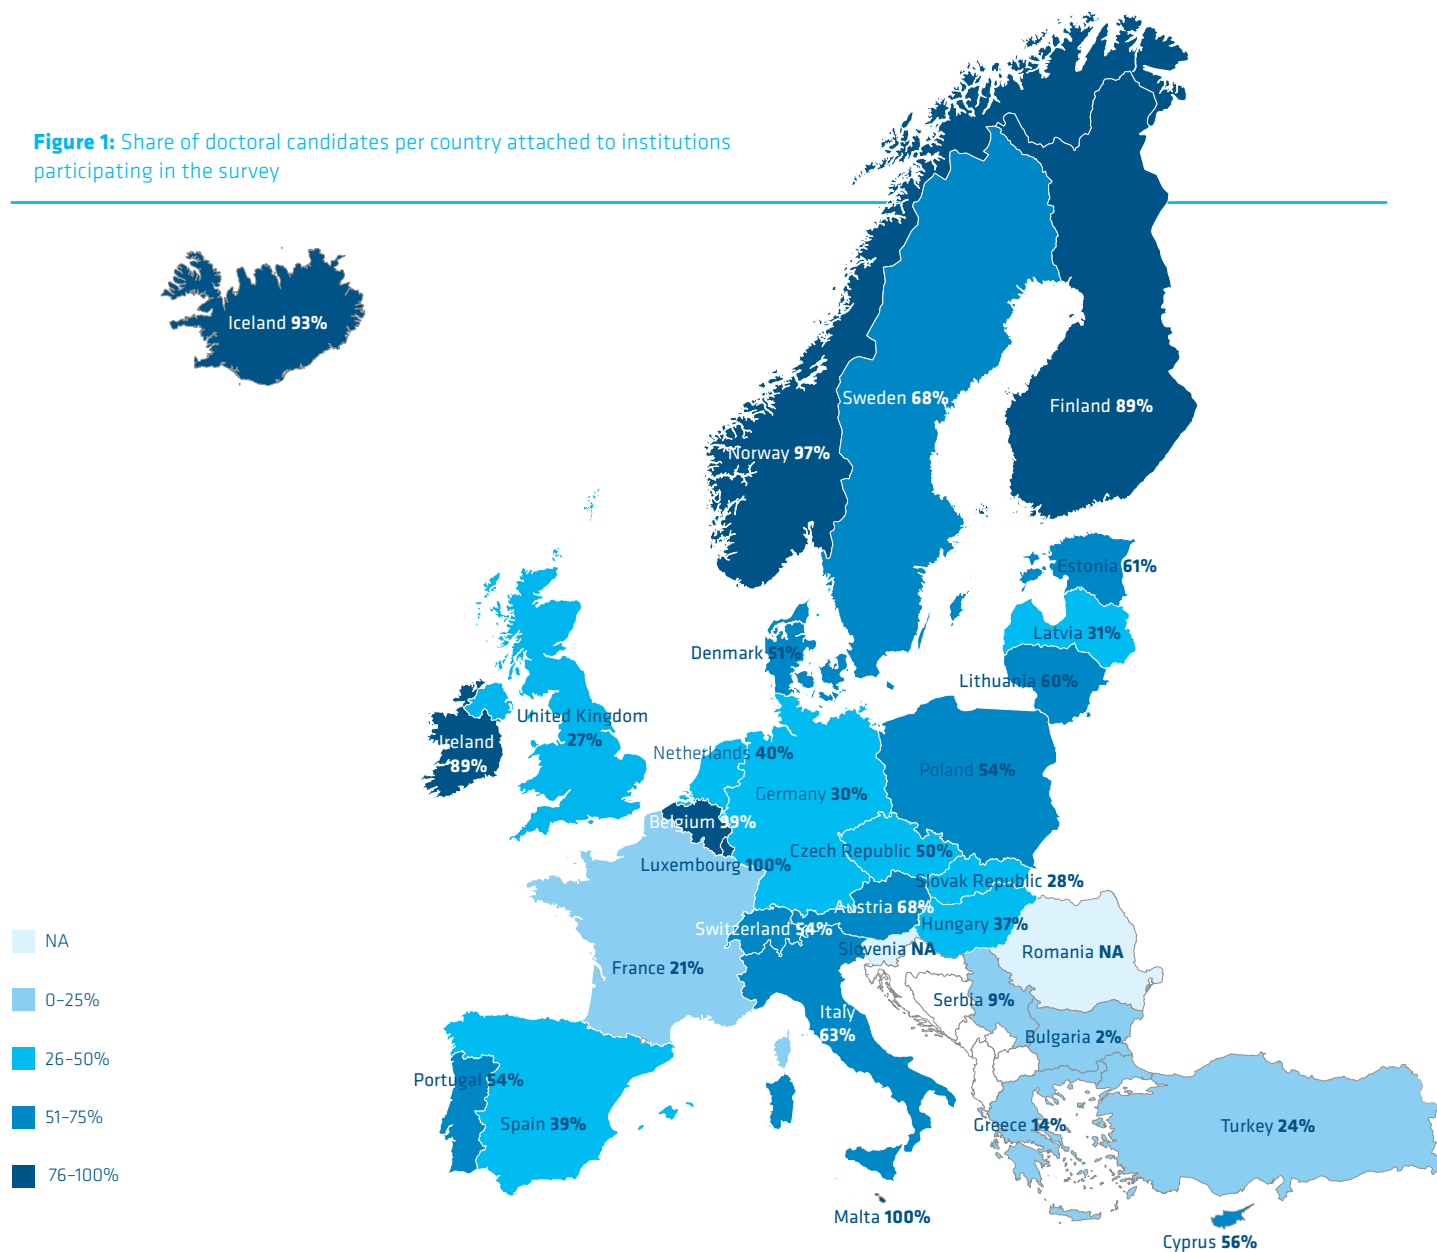 Figure 1: Share of doctoral candidates per country attached to institutions
participating in the survey
Iceland 93%
Sweden 68%
Finland 89%
Norway 97%
Estonia 61%
Latvia 31%
Denmark 51%
Lithuania 60%
United Kingdom
27%
Ireland
89%
Netherlands 40%
Poland 54%
Germany 30%
Belgium 99%
Czech Republic 50%
Luxembourg 100%
Slovak Republic 28%
Austria 68%
Hungary 37%
Switzerland 54%
Slovenia NA
Romania NA
France 21%
Serbia 9%
Italy
63%
Bulgaria 2%
Portugal 54%
Spain 39%
Greece 14%
Turkey 24%
Malta 100%
Cyprus 56%
NA
0–25%
26–50%
51–75%
76–100%